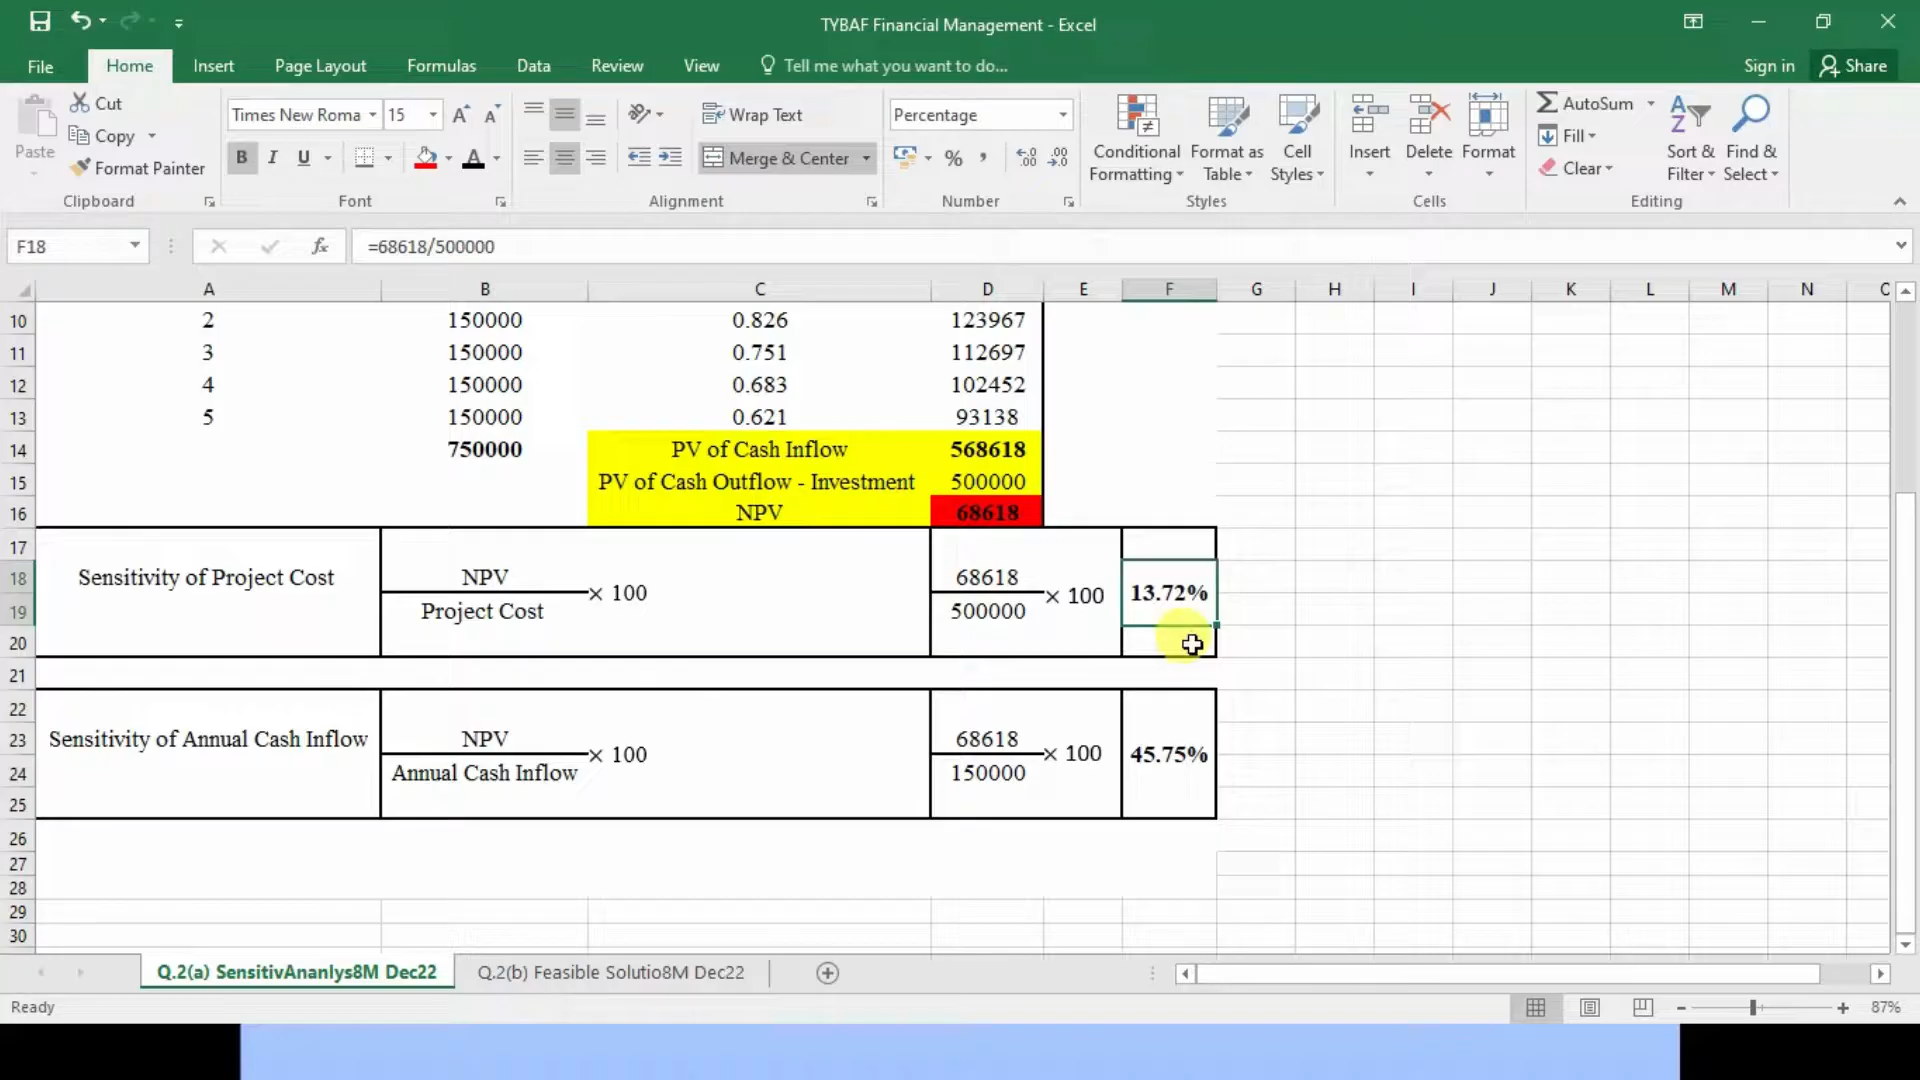 TYBAF Financial Management - Excel
File Home Insert Page Layout Formulas Data Review View Tell me what you want to do... Sign in Share
Paste
Cut
Copy
Format Painter
Clipboard
Times New Roma 15
B I U
Font
Wrap Text
Merge & Center
Alignment
Percentage
Number
Conditional Formatting
Format as Table
Cell Styles
Styles
Insert Delete Format
Cells
AutoSum
Fill
Clear
Sort & Filter
Find & Select
Editing
F18 fx =68618/500000
A B C D E F G H I J K L M N
10 2 150000 0.826 123967
11 3 150000 0.751 112697
12 4 150000 0.683 102452
13 5 150000 0.621 93138
14 750000 PV of Cash Inflow 568618
15 PV of Cash Outflow - Investment 500000
16 NPV 68618
17
18 Sensitivity of Project Cost NPV 68618
× 100 × 100 13.72%
19 Project Cost 500000
20
21
22
23 Sensitivity of Annual Cash Inflow NPV 68618
× 100 × 100 45.75%
24 Annual Cash Inflow 150000
25
26
27
28
29
30
Q.2(a) SensitivAnanlys8M Dec22 Q.2(b) Feasible Solutio8M Dec22
Ready 87%